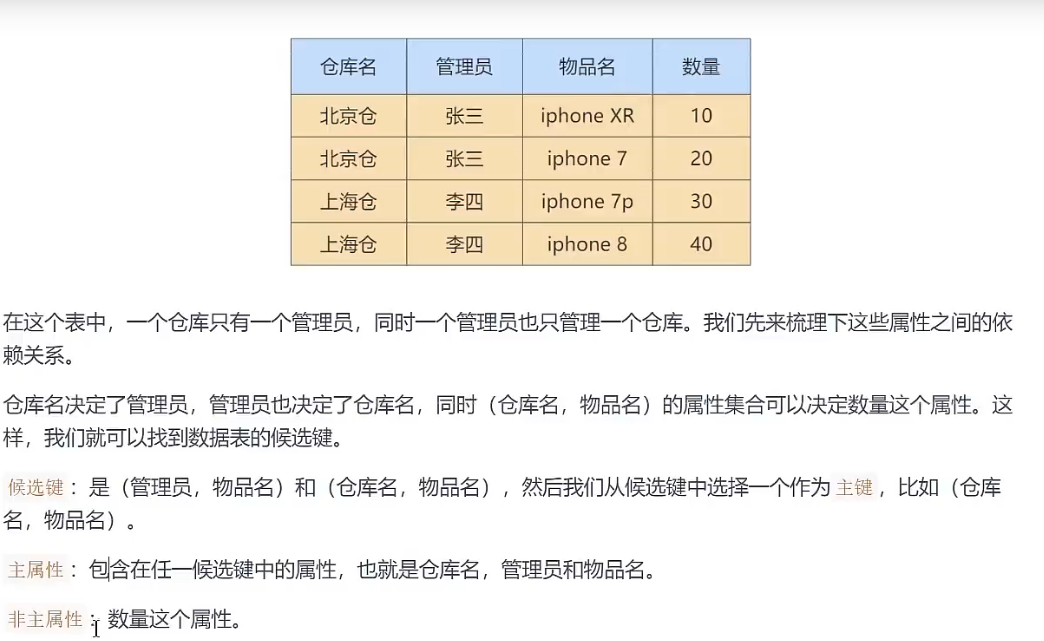 仓库名 管理员 物品名 数量
北京仓 张三 iphone XR 10
北京仓 张三 iphone 7 20
上海仓 李四 iphone 7p 30
上海仓 李四 iphone 8 40
在这个表中，一个仓库只有一个管理员，同时一个管理员也只管理一个仓库。我们先来梳理下这些属性之间的依
赖关系。
仓库名决定了管理员，管理员也决定了仓库名，同时（仓库名，物品名）的属性集合可以决定数量这个属性。这
样，我们就可以找到数据表的候选键。
候选键：是（管理员，物品名）和（仓库名，物品名），然后我们从候选键中选择一个作为 主键 ，比如（仓库
名，物品名）。
主属性：包含在任一候选键中的属性，也就是仓库名，管理员和物品名。
非主属性：数量这个属性。